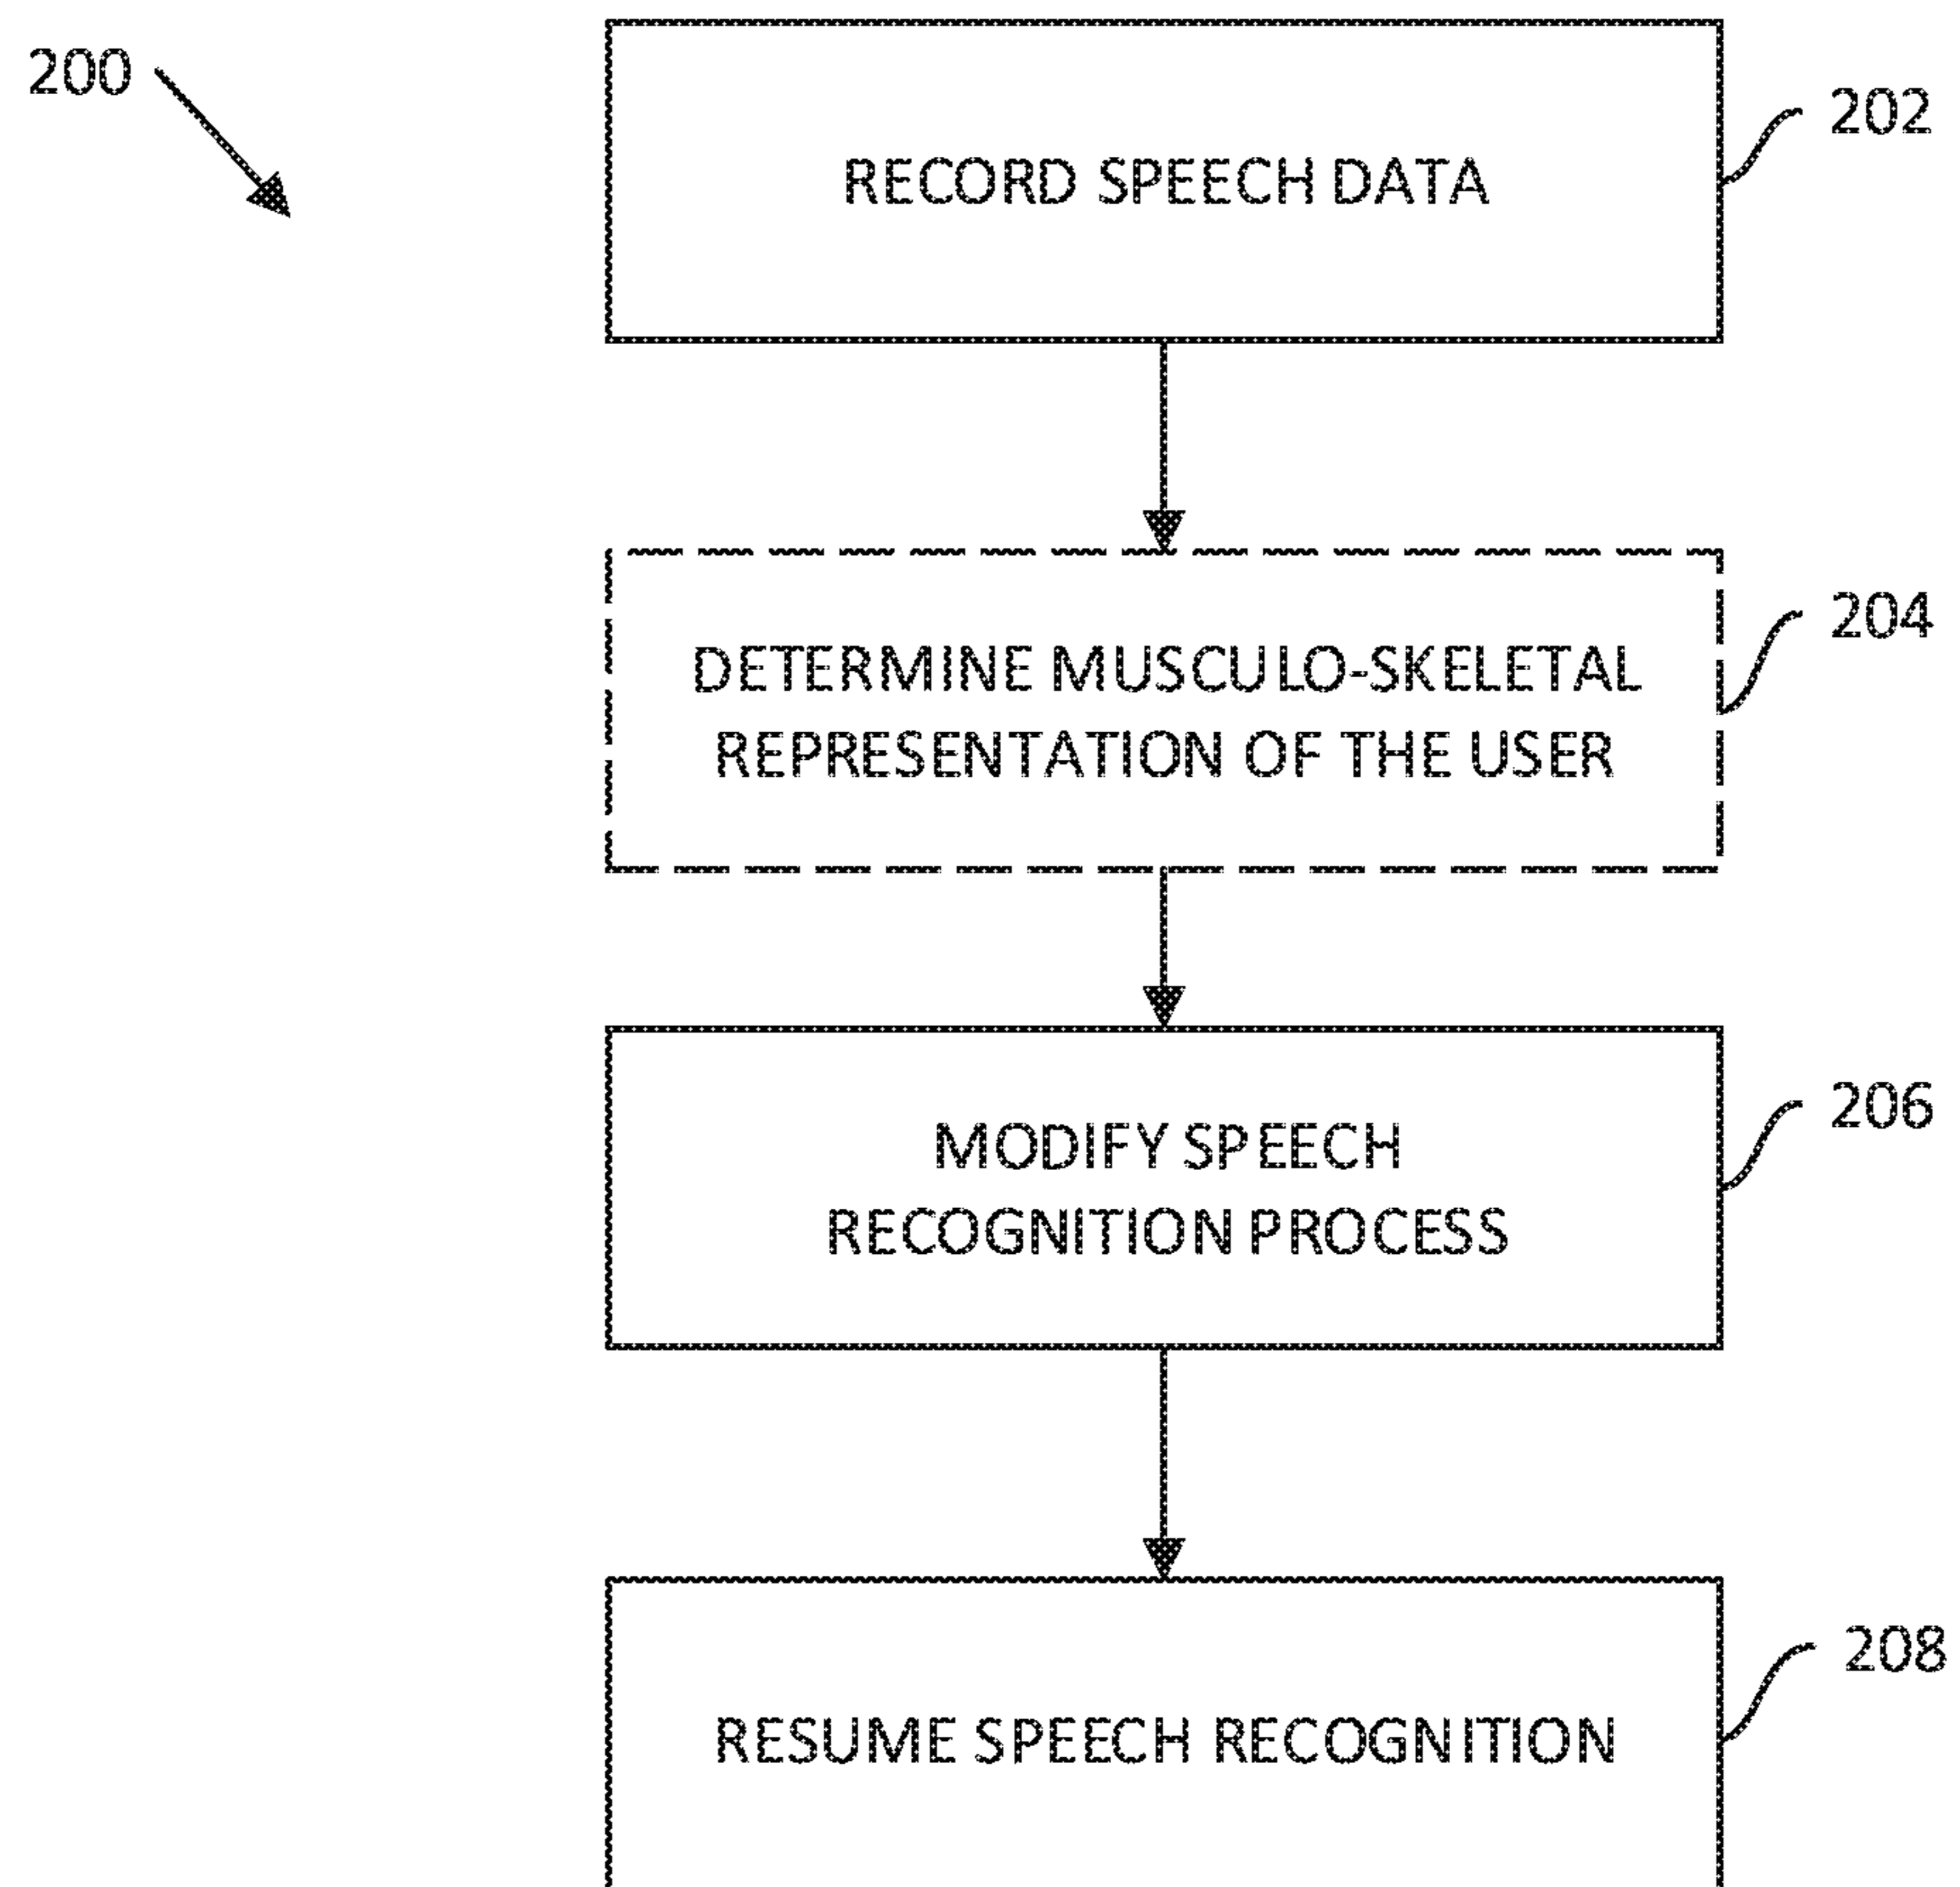 200
RECORD SPEECH DATA
202
DETERMINE MUSCULO-SKELETAL
REPRESENTATION OF THE USER
204
MODIFY SPEECH
RECOGNITION PROCESS
206
RESUME SPEECH RECOGNITION
208